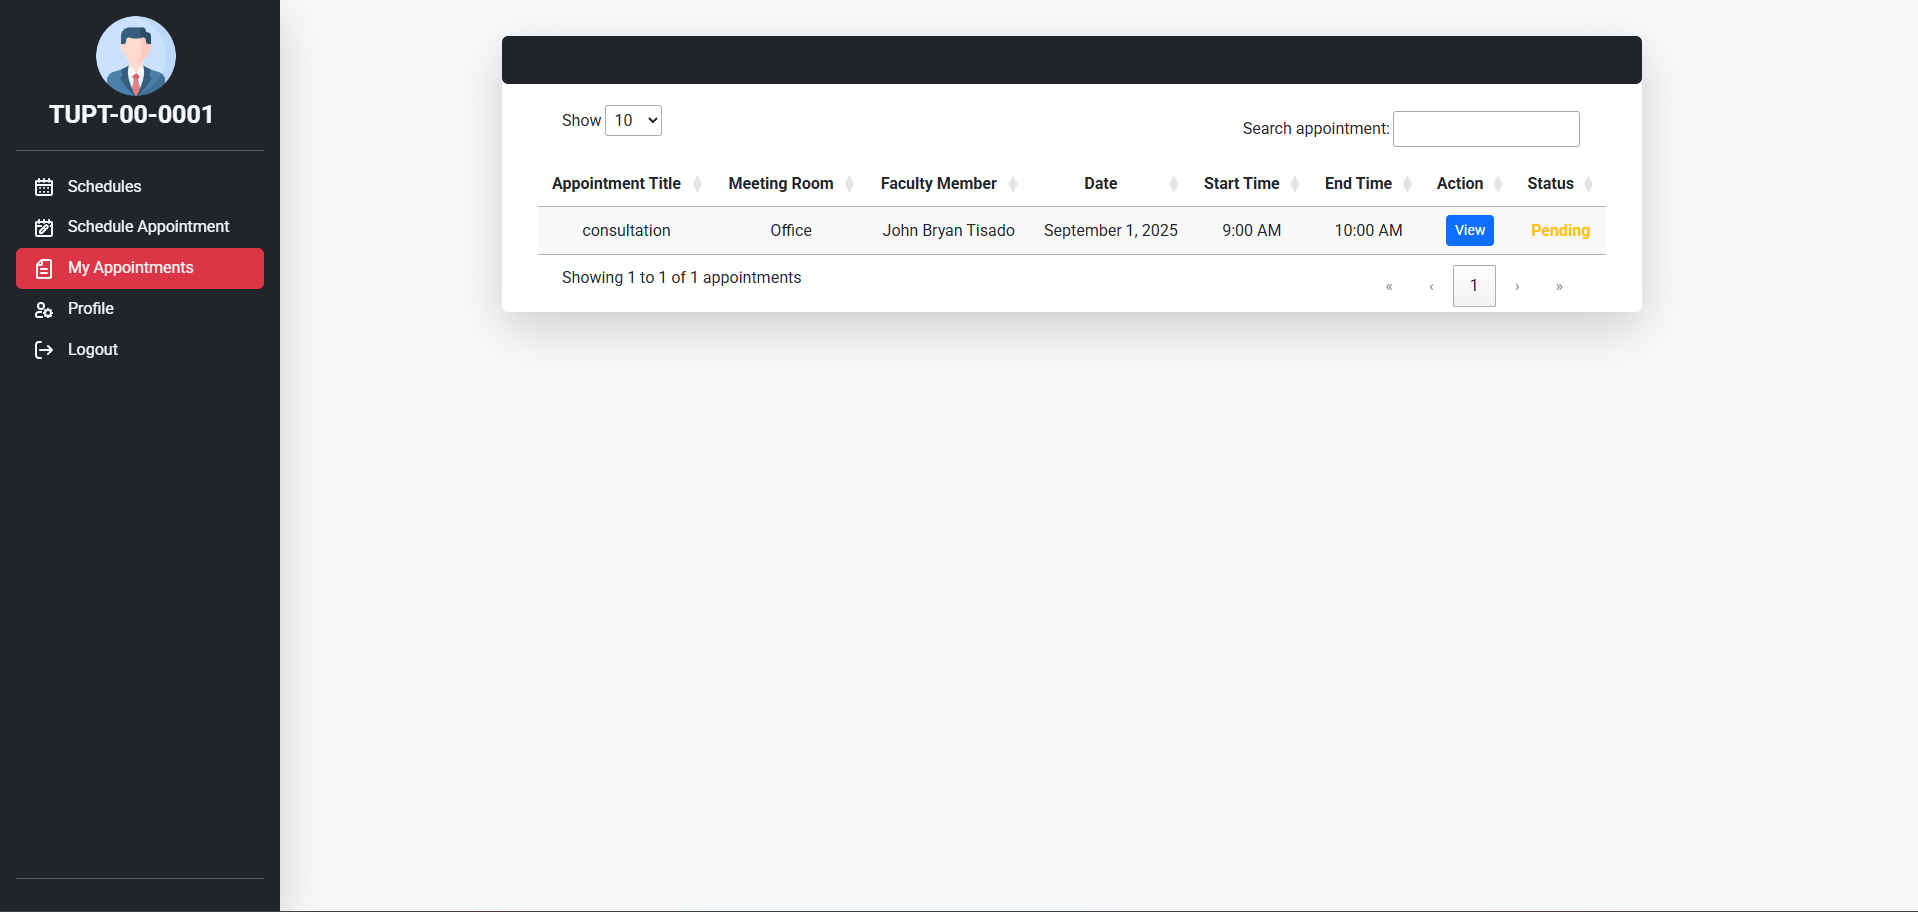 TUPT-00-0001
Schedules
Schedule Appointment
My Appointments
Profile
Logout
Show 10
Search appointment:
Appointment Title Meeting Room Faculty Member Date Start Time End Time Action Status
consultation Office John Bryan Tisado September 1, 2025 9:00 AM 10:00 AM View Pending
Showing 1 to 1 of 1 appointments
« ‹ 1 › »